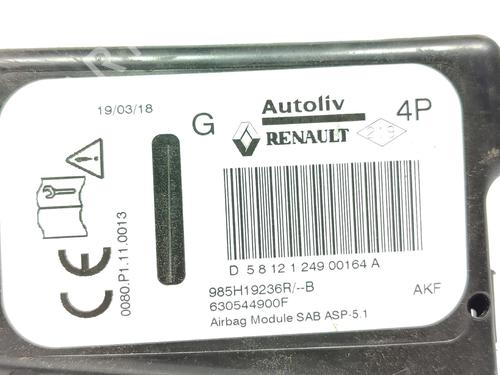 19/03/18
G
Autoliv
RENAULT
219
4P
0080.P1.11.0013
D 5 8 12 1 249 00164 A
985H19236R/--B
630544900F
AKF
Airbag Module SAB ASP-5.1